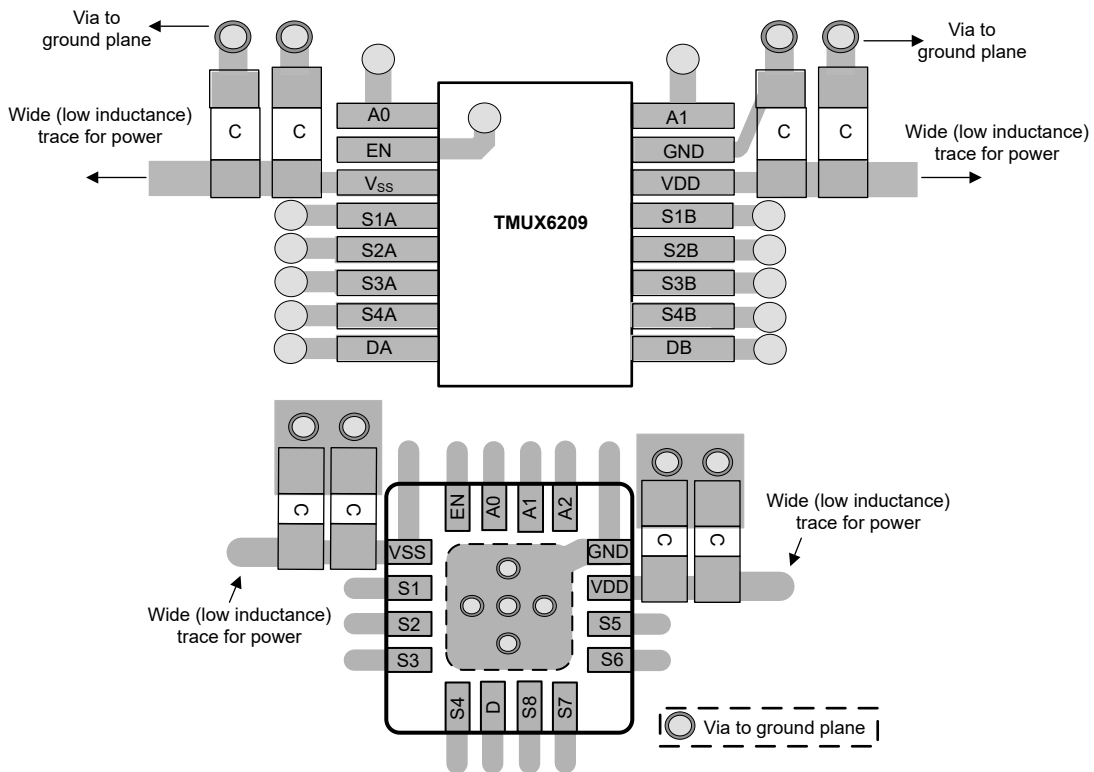 Via to
ground plane
Via to
ground plane
Wide (low inductance)
trace for power
C
C
A0
EN
VSS
S1A
S2A
S3A
S4A
DA
TMUX6209
A1
GND
VDD
S1B
S2B
S3B
S4B
DB
C
C
Wide (low inductance)
trace for power
C
C
EN
A0
A1
A2
C
C
Wide (low inductance)
trace for power
VSS
S1
S2
S3
GND
VDD
S5
S6
Wide (low inductance)
trace for power
S4
D
S8
S7
Via to ground plane